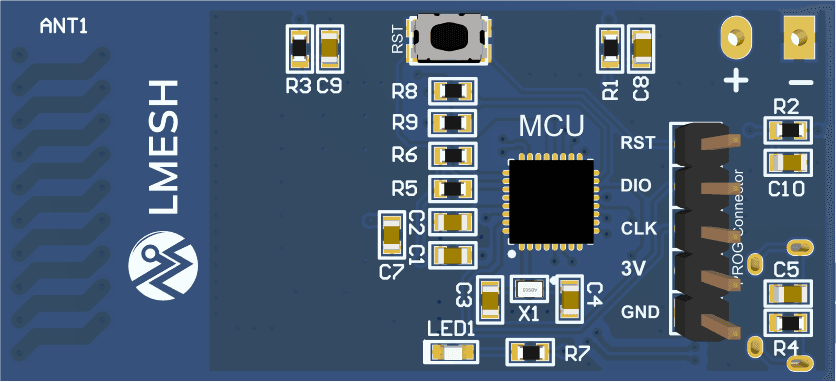 ANT1
RST
R3
C9
R1
C8
+
−
R8
R9
R6
R5
C2
C1
C7
MCU
LMESH
RST
DIO
CLK
3V
GND
PROG Connector
R2
C10
C3
X1
C4
C5
R4
LED1
R7